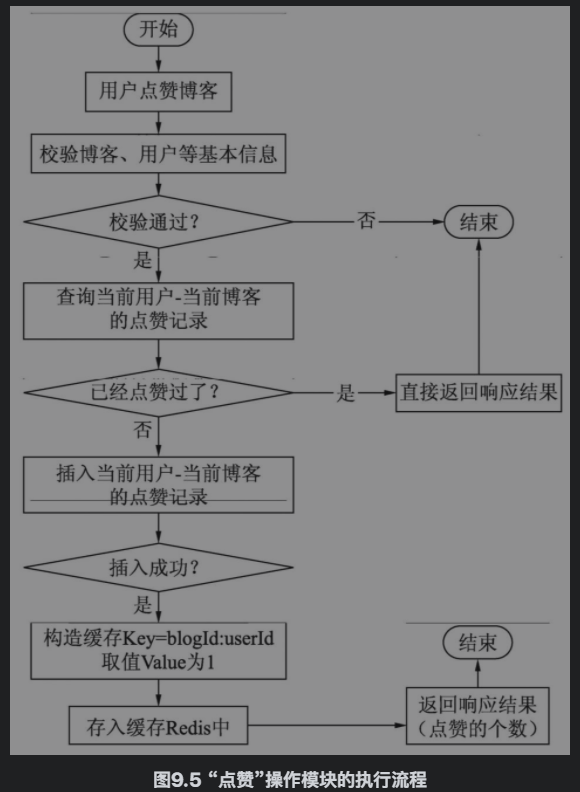 开始
用户点赞博客
校验博客、用户等基本信息
校验通过?
否
结束
是
查询当前用户-当前博客
的点赞记录
已经点赞过了?
是
直接返回响应结果
否
插入当前用户-当前博客
的点赞记录
插入成功?
是
构造缓存Key=blogId:userId
取值Value为1
结束
存入缓存Redis中
返回响应结果
(点赞的个数)
图9.5 “点赞”操作模块的执行流程